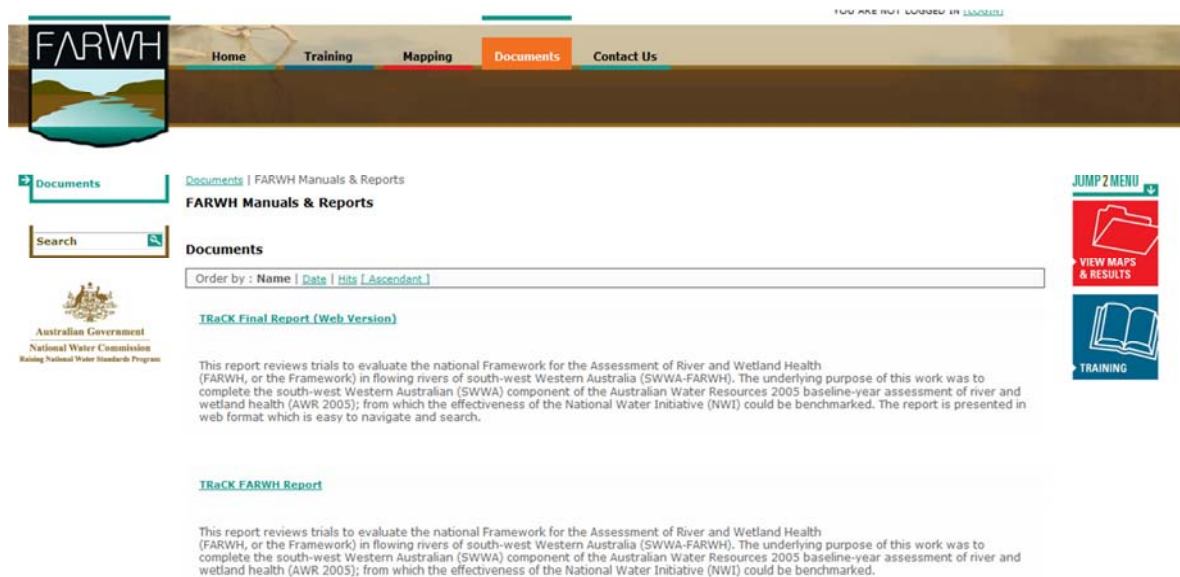 YOU ARE NOT LOGGED IN [LOGIN]
FARWH
Home Training Mapping Documents Contact Us
Documents
Search
Australian Government
National Water Commission
Raising National Water Standards Program
Documents | FARWH Manuals & Reports
FARWH Manuals & Reports
Documents
Order by : Name | Date | Hits [ Ascendant ]
TRaCK Final Report (Web Version)
This report reviews trials to evaluate the national Framework for the Assessment of River and Wetland Health
(FARWH, or the Framework) in flowing rivers of south-west Western Australia (SWWA-FARWH). The underlying purpose of this work was to
complete the south-west Western Australian (SWWA) component of the Australian Water Resources 2005 baseline-year assessment of river and
wetland health (AWR 2005); from which the effectiveness of the National Water Initiative (NWI) could be benchmarked. The report is presented in
web format which is easy to navigate and search.
TRaCK FARWH Report
This report reviews trials to evaluate the national Framework for the Assessment of River and Wetland Health
(FARWH, or the Framework) in flowing rivers of south-west Western Australia (SWWA-FARWH). The underlying purpose of this work was to
complete the south-west Western Australian (SWWA) component of the Australian Water Resources 2005 baseline-year assessment of river and
wetland health (AWR 2005); from which the effectiveness of the National Water Initiative (NWI) could be benchmarked.
JUMP2MENU
VIEW MAPS
& RESULTS
TRAINING